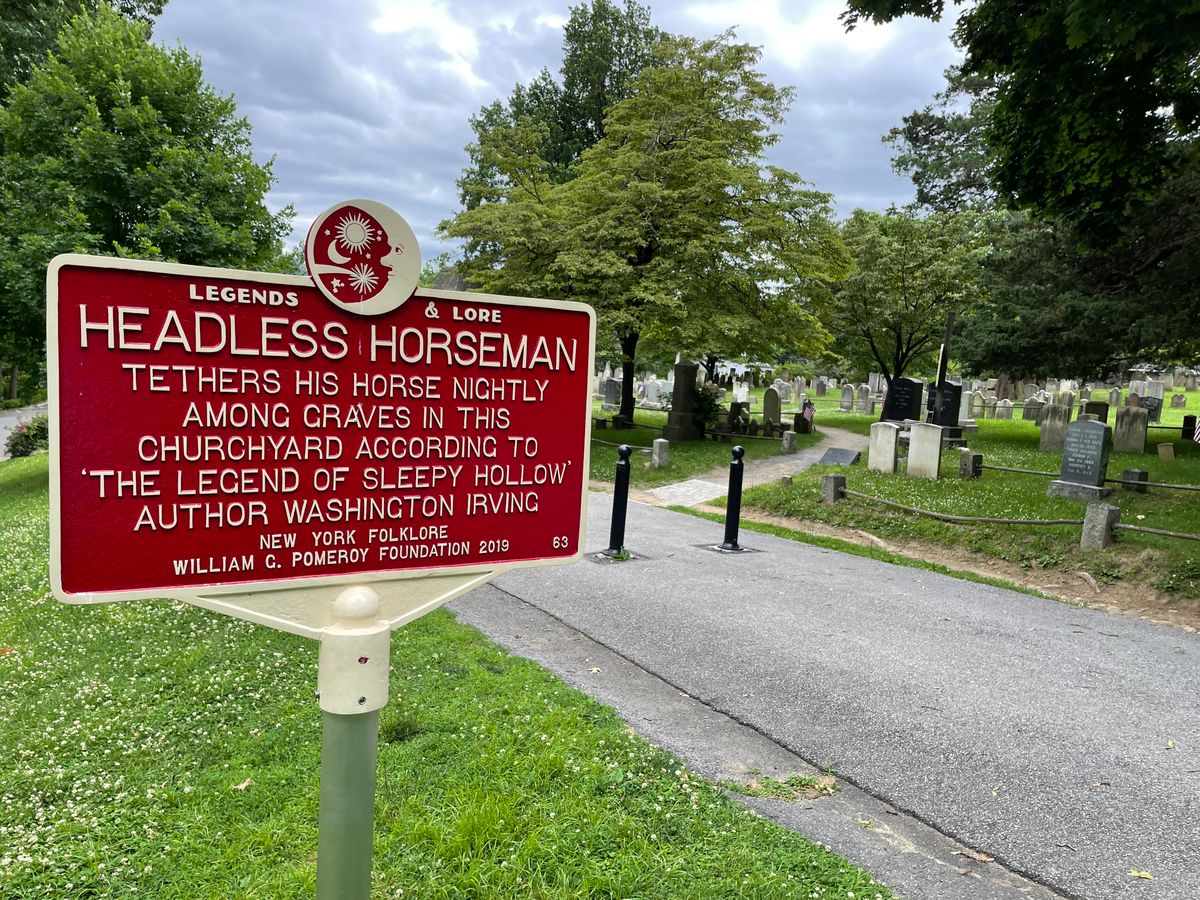 LEGENDS & LORE
HEADLESS HORSEMAN
TETHERS HIS HORSE NIGHTLY
AMONG GRAVES IN THIS
CHURCHYARD ACCORDING TO
'THE LEGEND OF SLEEPY HOLLOW'
AUTHOR WASHINGTON IRVING
NEW YORK FOLKLORE
WILLIAM G. POMEROY FOUNDATION 2019 63